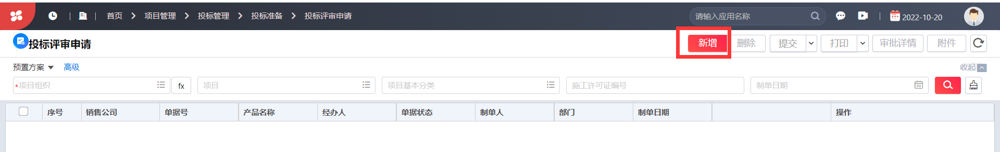 首页 项目管理 投标管理 投标准备 投标评审申请 请输入应用名称 2022-10-20
投标评审申请 新增 删除 提交 打印 审批详情 附件
预置方案 高级 收起
*项目组织 fx 项目 项目基本分类 施工许可证编号 制单日期
序号 销售公司 单据号 产品名称 经办人 单据状态 制单人 部门 制单日期 操作